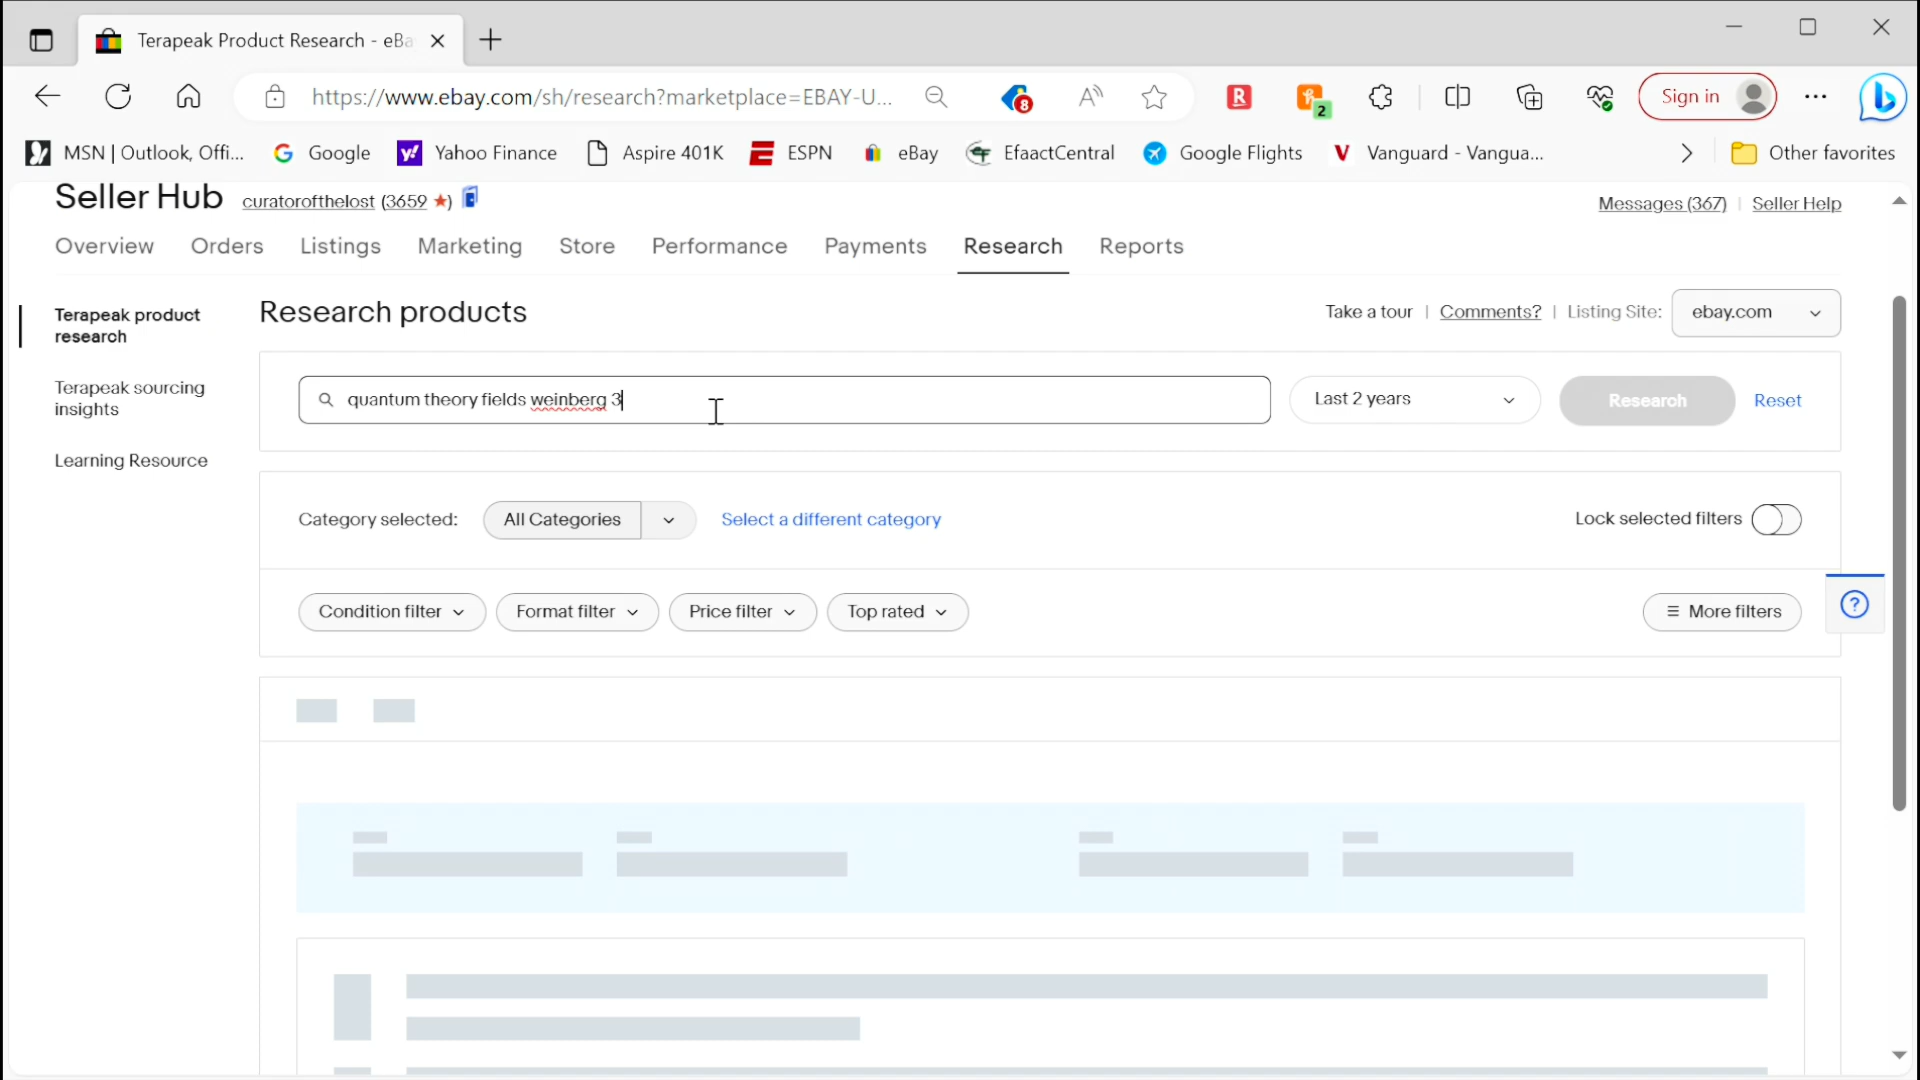 Terapeak Product Research - eBa
https://www.ebay.com/sh/research?marketplace=EBAY-U...
8
2
Sign in
MSN | Outlook, Offi...
Google
Yahoo Finance
Aspire 401K
ESPN
eBay
EfaactCentral
Google Flights
Vanguard - Vangua...
Other favorites
Seller Hub
curatorofthelost (3659 ★)
Messages (367) | Seller Help
Overview
Orders
Listings
Marketing
Store
Performance
Payments
Research
Reports
Terapeak product
research
Terapeak sourcing
insights
Learning Resource
Research products
Take a tour | Comments? | Listing Site:
ebay.com
quantum theory fields weinberg 3
Last 2 years
Research
Reset
Category selected:
All Categories
Select a different category
Lock selected filters
Condition filter
Format filter
Price filter
Top rated
More filters